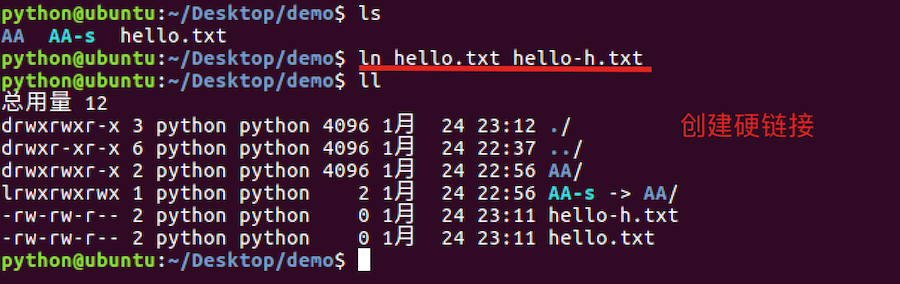 python@ubuntu:~/Desktop/demo$ ls
AA  AA-s  hello.txt
python@ubuntu:~/Desktop/demo$ ln hello.txt hello-h.txt
python@ubuntu:~/Desktop/demo$ ll
总用量 12
drwxrwxr-x 3 python python 4096 1月  24 23:12 ./
创建硬链接
drwxr-xr-x 6 python python 4096 1月  24 22:37 ../
drwxrwxr-x 2 python python 4096 1月  24 22:56 AA/
lrwxrwxrwx 1 python python    2 1月  24 22:56 AA-s -> AA/
-rw-rw-r-- 2 python python    0 1月  24 23:11 hello-h.txt
-rw-rw-r-- 2 python python    0 1月  24 23:11 hello.txt
python@ubuntu:~/Desktop/demo$